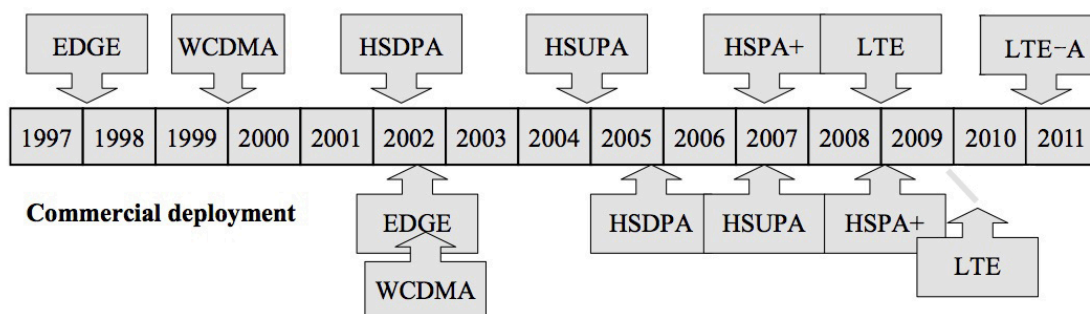 EDGE WCDMA HSDPA HSUPA HSPA+ LTE LTE-A
1997 1998 1999 2000 2001 2002 2003 2004 2005 2006 2007 2008 2009 2010 2011
Commercial deployment
EDGE HSDPA HSUPA HSPA+
LTE
WCDMA